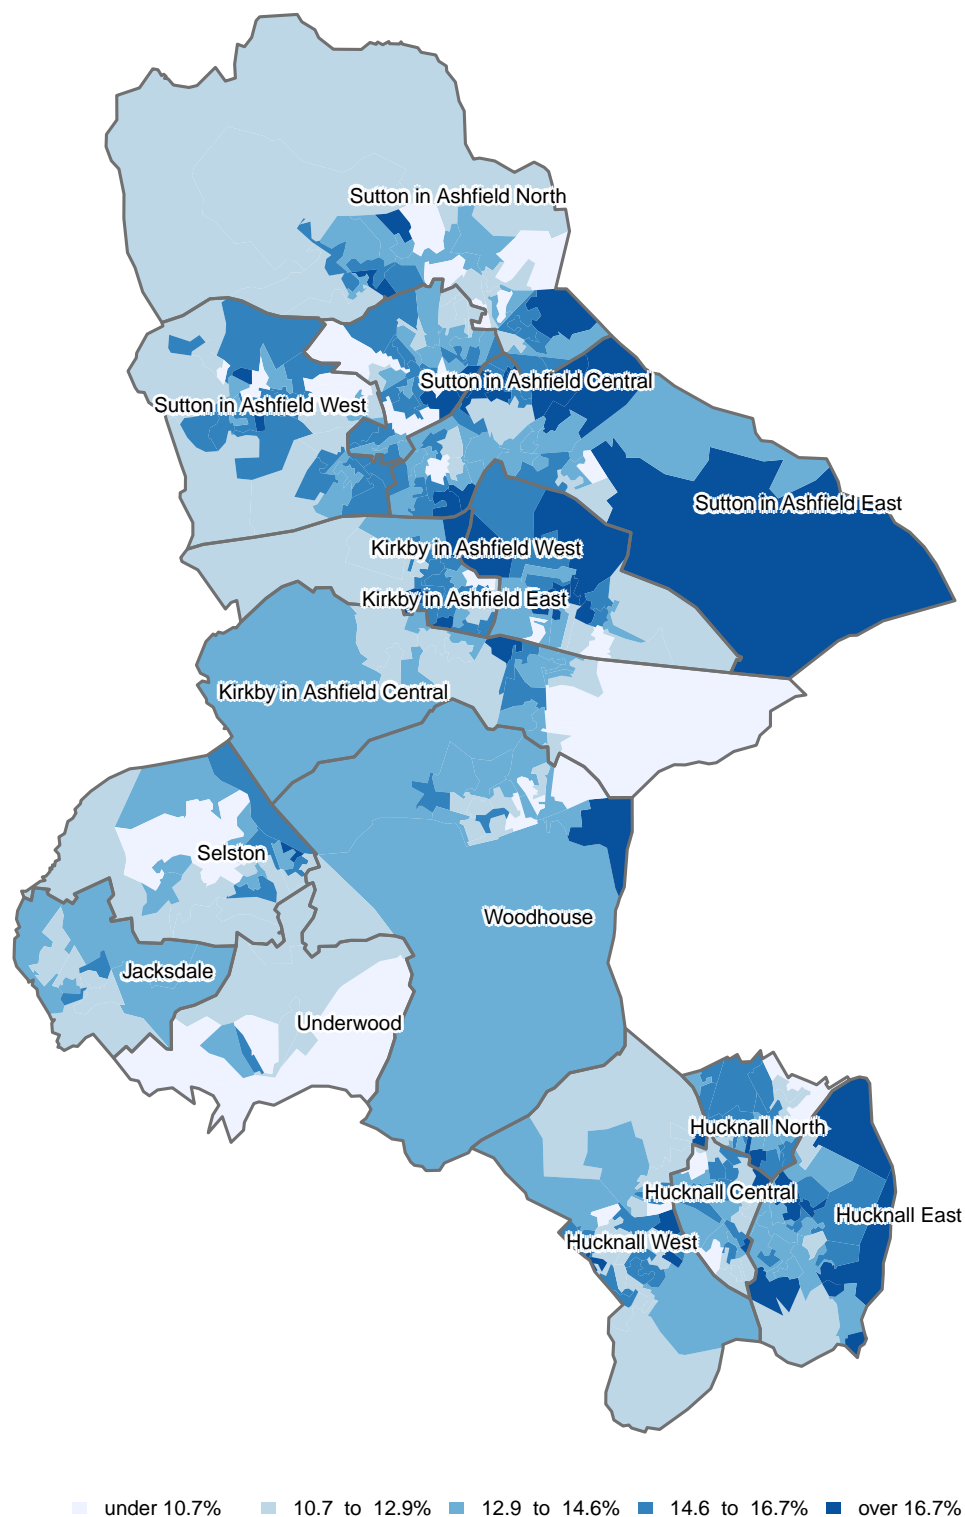 Sutton in Ashfield North
Sutton in Ashfield Central
Sutton in Ashfield West
Sutton in Ashfield East
Kirkby in Ashfield West
Kirkby in Ashfield East
Kirkby in Ashfield Central
Selston
Woodhouse
Jacksdale
Underwood
Hucknall North
Hucknall Central
Hucknall East
Hucknall West
under 10.7% 10.7 to 12.9% 12.9 to 14.6% 14.6 to 16.7% over 16.7%